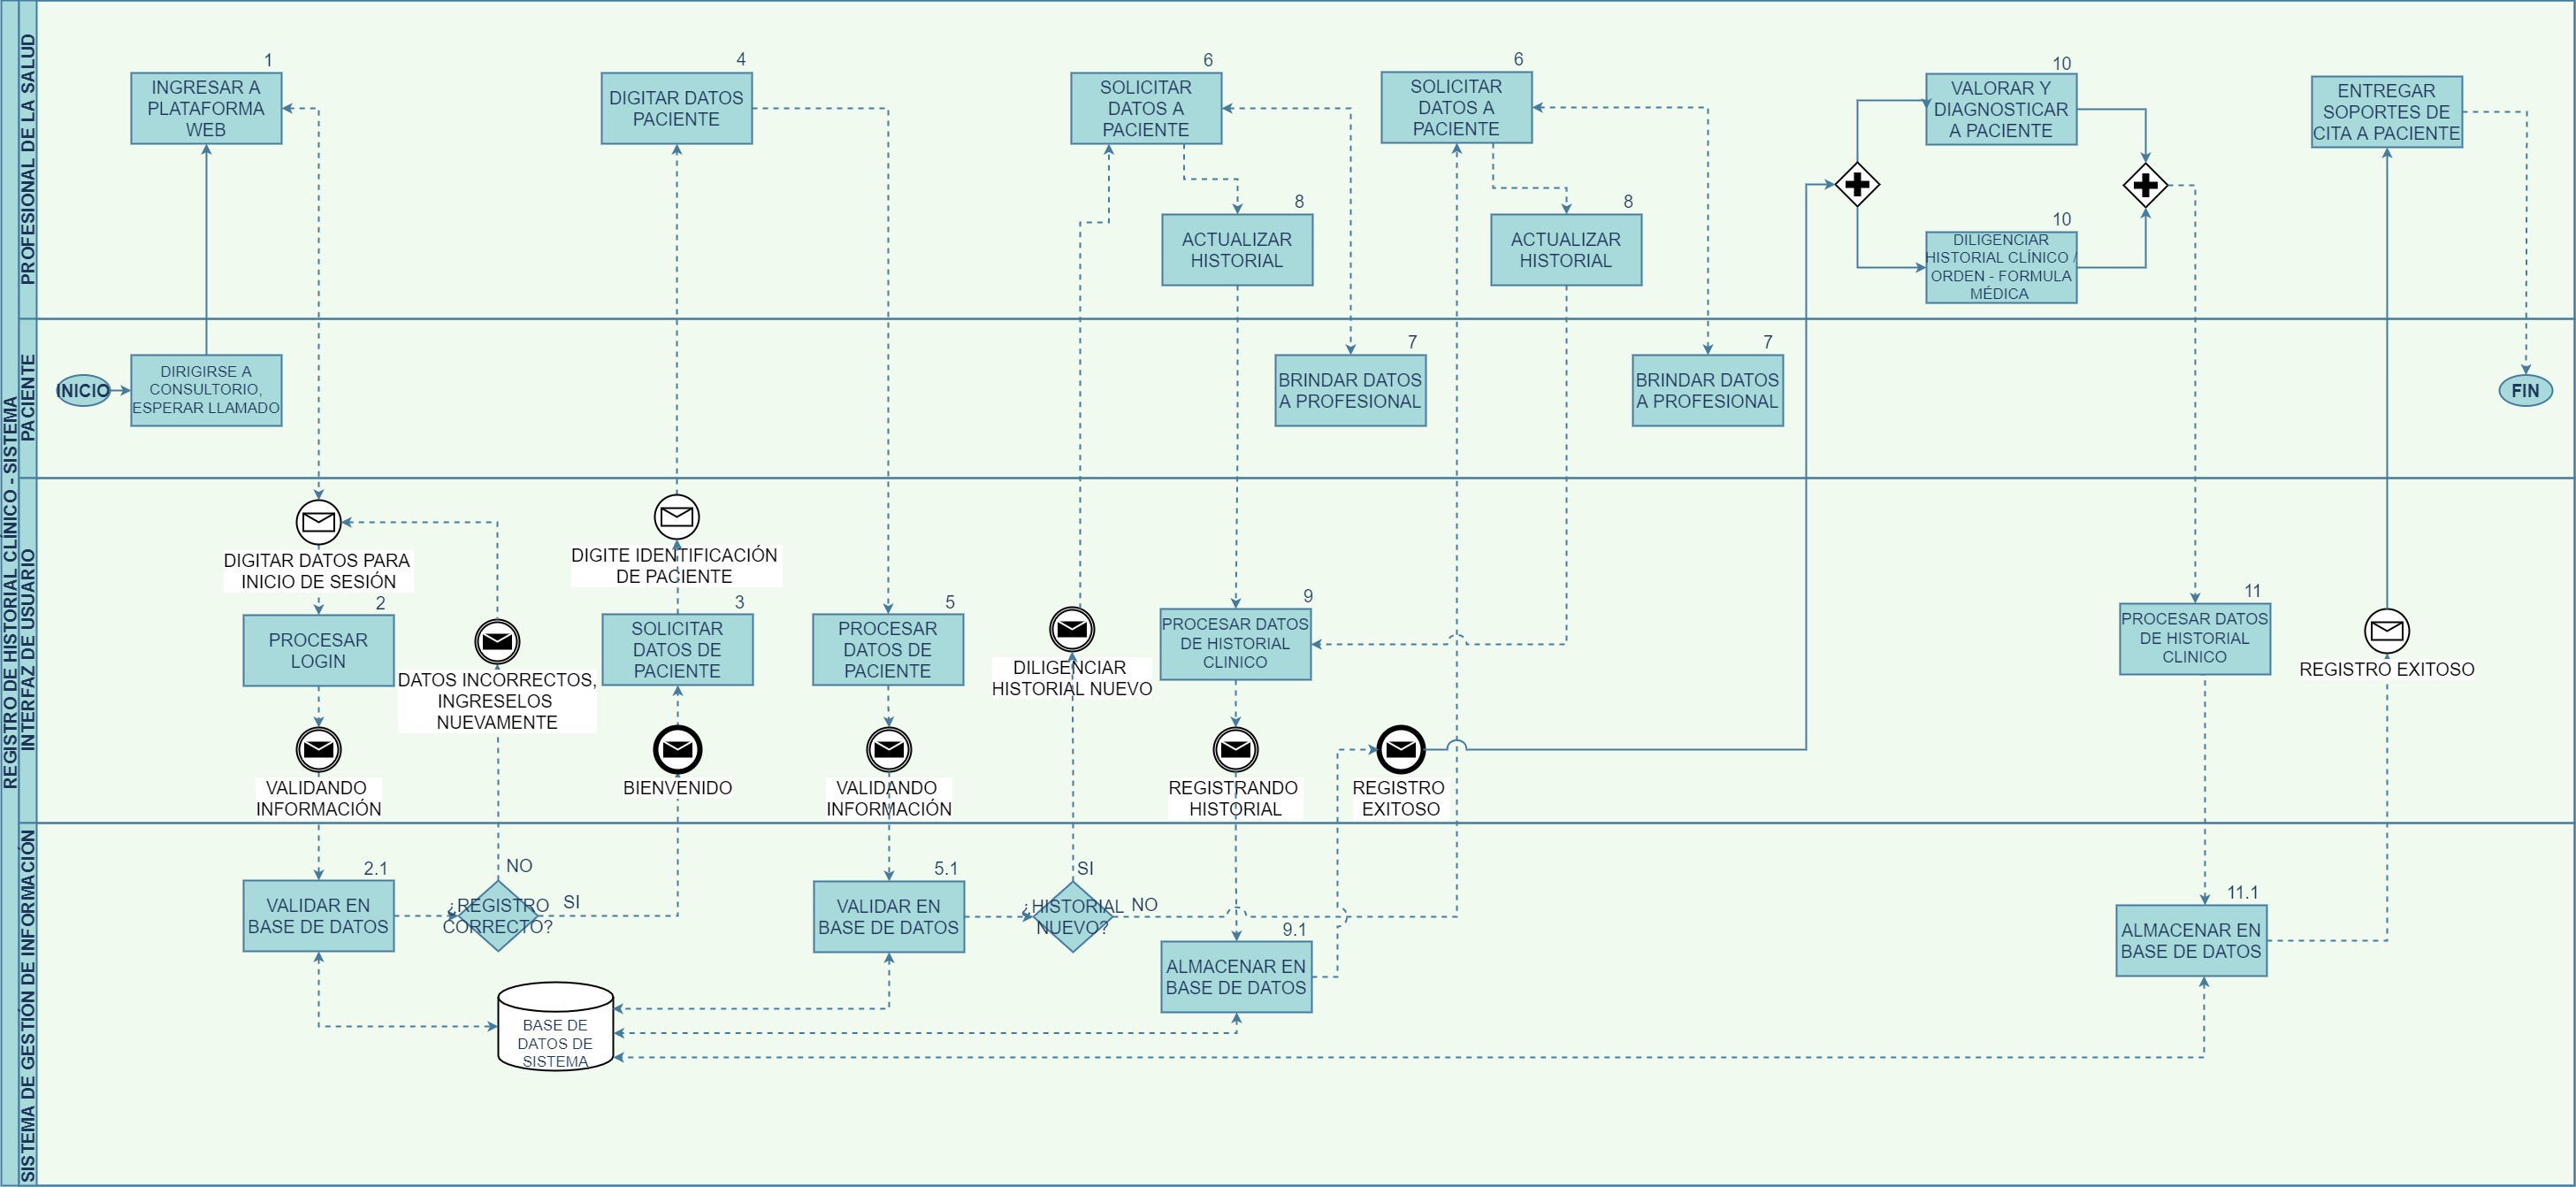 REGISTRO DE HISTORIAL CLÍNICO - SISTEMA
PROFESIONAL DE LA SALUD
1
INGRESAR A
PLATAFORMA
WEB
4
DIGITAR DATOS
PACIENTE
6
SOLICITAR
DATOS A
PACIENTE
8
ACTUALIZAR
HISTORIAL
6
SOLICITAR
DATOS A
PACIENTE
8
ACTUALIZAR
HISTORIAL
10
VALORAR Y
DIAGNOSTICAR
A PACIENTE
10
DILIGENCIAR
HISTORIAL CLÍNICO /
ORDEN - FORMULA
MÉDICA
ENTREGAR
SOPORTES DE
CITA A PACIENTE
PACIENTE
INICIO
DIRIGIRSE A
CONSULTORIO,
ESPERAR LLAMADO
7
BRINDAR DATOS
A PROFESIONAL
7
BRINDAR DATOS
A PROFESIONAL
FIN
INTERFAZ DE USUARIO
DIGITAR DATOS PARA
INICIO DE SESIÓN
2
PROCESAR
LOGIN
VALIDANDO
INFORMACIÓN
DATOS INCORRECTOS,
INGRESELOS
NUEVAMENTE
DIGITE IDENTIFICACIÓN
DE PACIENTE
3
SOLICITAR
DATOS DE
PACIENTE
BIENVENIDO
5
PROCESAR
DATOS DE
PACIENTE
VALIDANDO
INFORMACIÓN
DILIGENCIAR
HISTORIAL NUEVO
9
PROCESAR DATOS
DE HISTORIAL
CLINICO
REGISTRANDO
HISTORIAL
REGISTRO
EXITOSO
11
PROCESAR DATOS
DE HISTORIAL
CLINICO
REGISTRO EXITOSO
SISTEMA DE GESTIÓN DE INFORMACIÓN
2.1
VALIDAR EN
BASE DE DATOS
NO
¿REGISTRO
CORRECTO?
SI
5.1
VALIDAR EN
BASE DE DATOS
SI
¿HISTORIAL
NUEVO?
NO
9.1
ALMACENAR EN
BASE DE DATOS
11.1
ALMACENAR EN
BASE DE DATOS
BASE DE
DATOS DE
SISTEMA